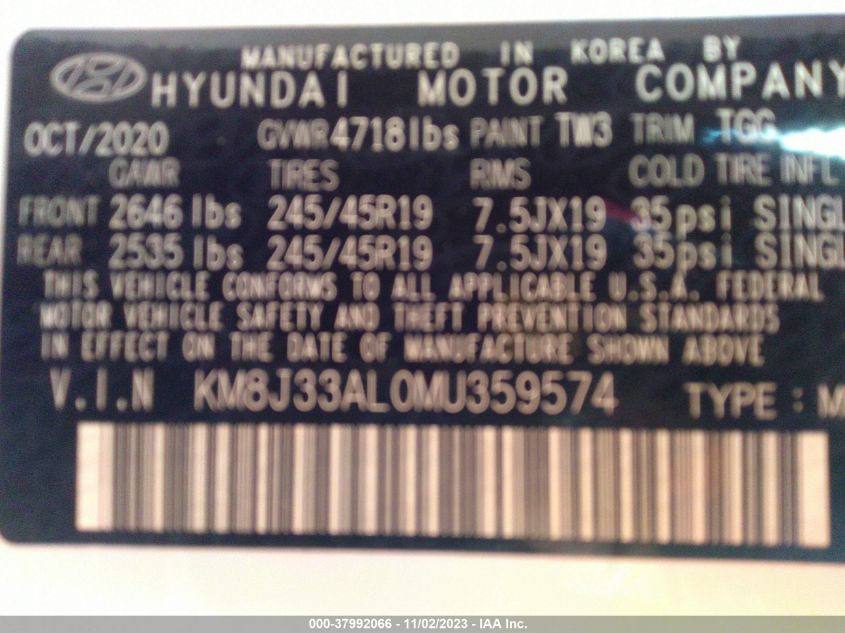 MANUFACTURED IN KOREA BY
HYUNDAI MOTOR COMPANY
OCT/2020 GVWR 4718lbs PAINT TW3 TRIM TGG
GAWR TIRES RMS COLD TIRE INFL
FRONT 2646 lbs 245/45R19 7.5JX19 35psi SINGL
REAR 2535 lbs 245/45R19 7.5JX19 35psi SINGL
THIS VEHICLE CONFORMS TO ALL APPLICABLE U.S.A. FEDERAL
MOTOR VEHICLE SAFETY AND THEFT PREVENTION STANDARDS
IN EFFECT ON THE DATE OF MANUFACTURE SHOWN ABOVE
V.I.N KM8J33AL0MU359574 TYPE : M
000-37992066 - 11/02/2023 - IAA Inc.